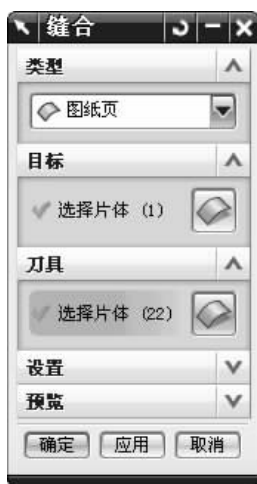 缝合
类型
图纸页
目标
选择片体 (1)
刀具
选择片体 (22)
设置
预览
确定 应用 取消